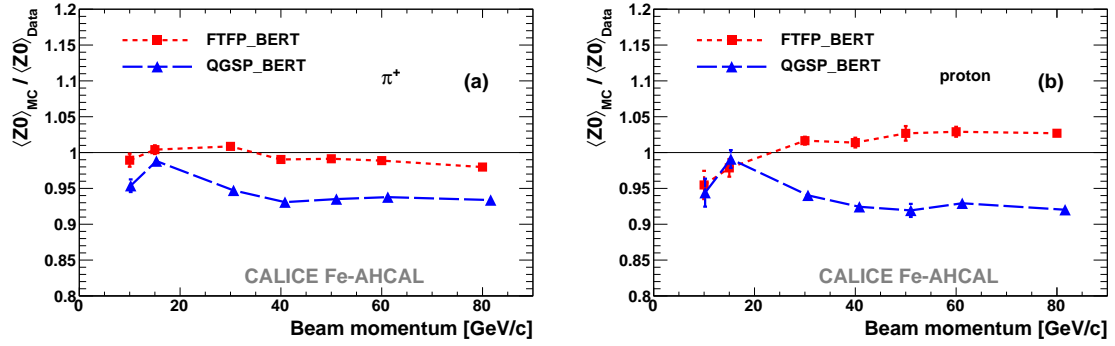 ⟨Z0⟩MC / ⟨Z0⟩Data
1.2
1.15
1.1
1.05
1
0.95
0.9
0.85
0.8
FTFP_BERT
QGSP_BERT
π+
(a)
CALICE Fe-AHCAL
0 20 40 60 80
Beam momentum [GeV/c]
⟨Z0⟩MC / ⟨Z0⟩Data
1.2
1.15
1.1
1.05
1
0.95
0.9
0.85
0.8
FTFP_BERT
QGSP_BERT
proton
(b)
CALICE Fe-AHCAL
0 20 40 60 80
Beam momentum [GeV/c]